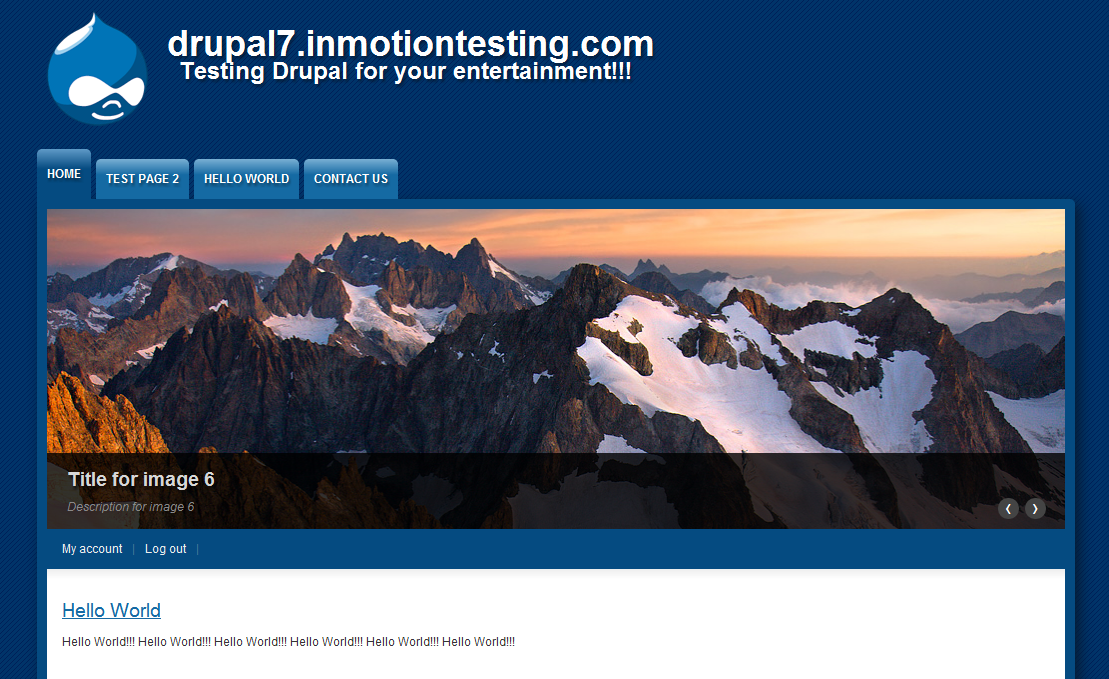 drupal7.inmotiontesting.com
Testing Drupal for your entertainment!!!
HOME
TEST PAGE 2
HELLO WORLD
CONTACT US
Title for image 6
Description for image 6
My account | Log out |
Hello World
Hello World!!! Hello World!!! Hello World!!! Hello World!!! Hello World!!! Hello World!!!